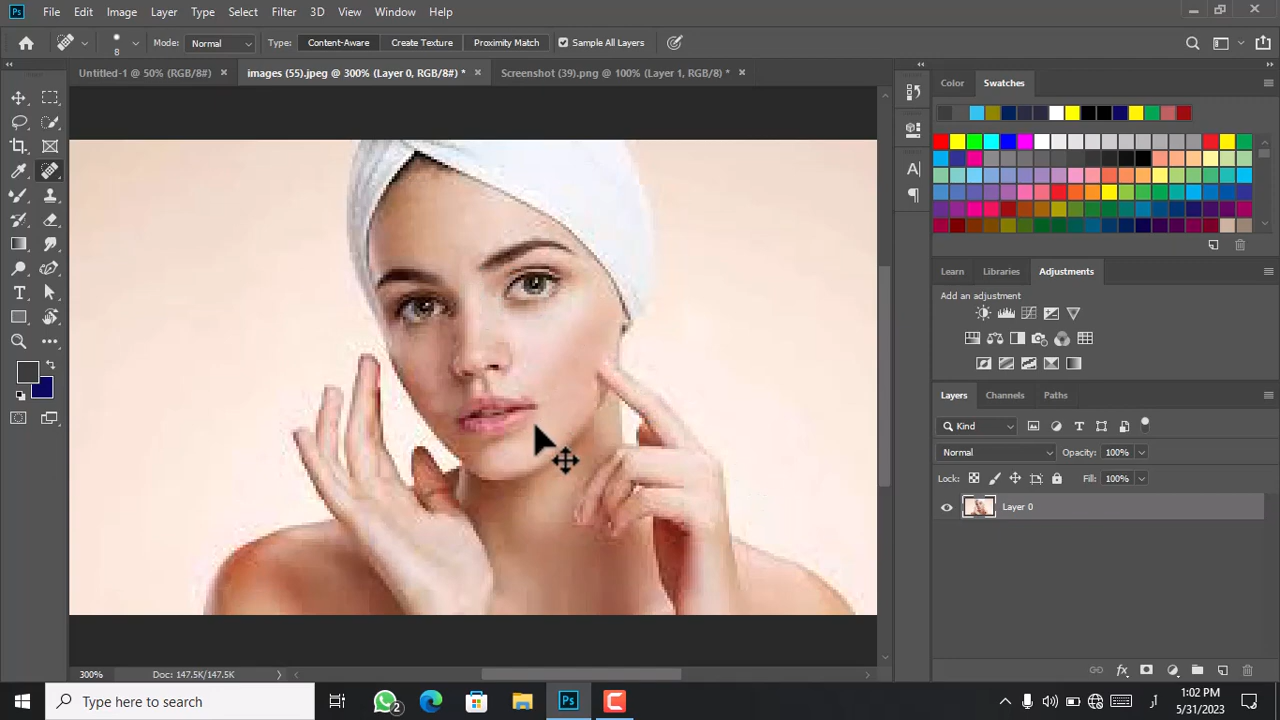 Ps File Edit Image Layer Type Select Filter 3D View Window Help
8 Mode: Normal Type: Content-Aware Create Texture Proximity Match Sample All Layers
Untitled-1 @ 50% (RGB/8#) × images (55).jpeg @ 300% (Layer 0, RGB/8#) * × Screenshot (39).png @ 100% (Layer 1, RGB/8) * ×
Color Swatches
Learn Libraries Adjustments
Add an adjustment
Layers Channels Paths
Kind
Normal Opacity: 100%
Lock: Fill: 100%
Layer 0
300% Doc: 147.5K/147.5K
Type here to search
2
Ps
اُر
1:02 PM
5/31/2023